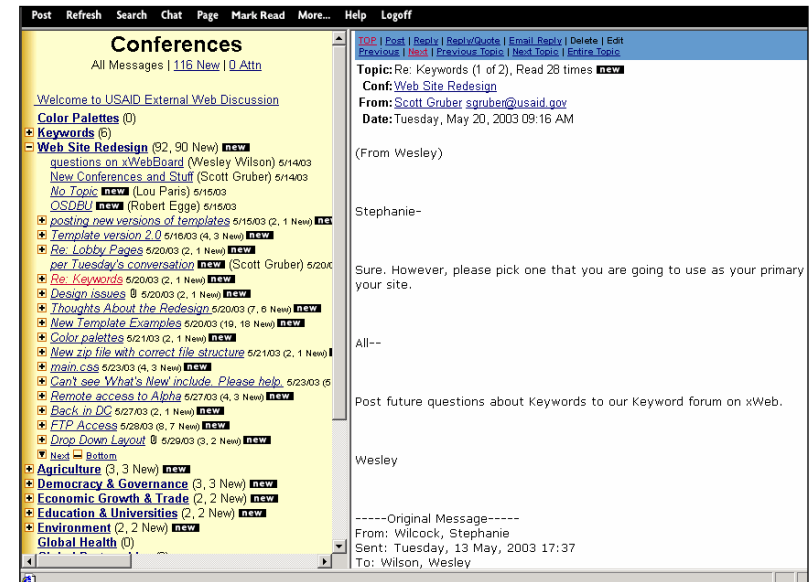 Post Refresh Search Chat Page Mark Read More... Help Logoff
Conferences
All Messages | 116 New | 0 Attn
Welcome to USAID External Web Discussion
Color Palettes (0)
Keywords (6)
Web Site Redesign (92, 90 New) new
questions on xWebBoard (Wesley Wilson) 5/14/03
New Conferences and Stuff (Scott Gruber) 5/14/03
No Topic new (Lou Paris) 5/15/03
OSDBU new (Robert Egge) 5/15/03
posting new versions of templates 5/15/03 (2, 1 New) new
Template version 2.0 5/16/03 (4, 3 New) new
Re: Lobby Pages 5/20/03 (2, 1 New) new
per Tuesday's conversation new (Scott Gruber) 5/20/0
Re: Keywords 5/20/03 (2, 1 New) new
Design issues 5/20/03 (2, 1 New) new
Thoughts About the Redesign 5/20/03 (7, 6 New) new
New Template Examples 5/20/03 (19, 18 New) new
Color palettes 5/21/03 (2, 1 New) new
New zip file with correct file structure 5/21/03 (2, 1 New)
main.css 5/23/03 (4, 3 New) new
Can't see 'What's New' include. Please help. 5/23/03 (5
Remote access to Alpha 5/27/03 (4, 3 New) new
Back in DC 5/27/03 (2, 1 New) new
FTP Access 5/28/03 (8, 7 New) new
Drop Down Layout 5/29/03 (3, 2 New) new
Next Bottom
Agriculture (3, 3 New) new
Democracy & Governance (3, 3 New) new
Economic Growth & Trade (2, 2 New) new
Education & Universities (2, 2 New) new
Environment (2, 2 New) new
Global Health (0)
TOP | Post | Reply | Reply/Quote | Email Reply | Delete | Edit
Previous | Next | Previous Topic | Next Topic | Entire Topic
Topic: Re: Keywords (1 of 2), Read 28 times new
Conf: Web Site Redesign
From: Scott Gruber sgruber@usaid.gov
Date: Tuesday, May 20, 2003 09:16 AM
(From Wesley)
Stephanie-
Sure. However, please pick one that you are going to use as your primary
your site.
All--
Post future questions about Keywords to our Keyword forum on xWeb.
Wesley
-----Original Message-----
From: Wilcock, Stephanie
Sent: Tuesday, 13 May, 2003 17:37
To: Wilson, Wesley